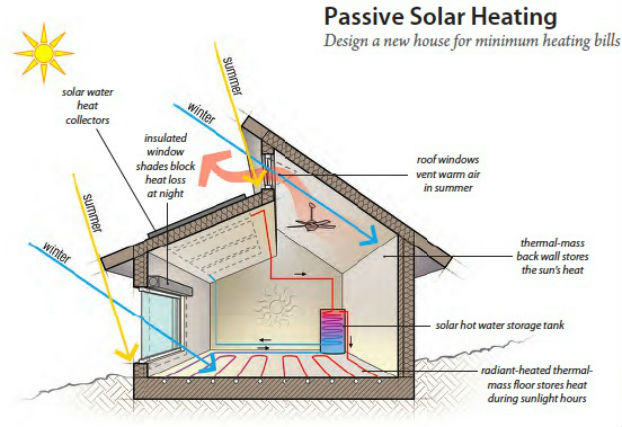 Passive Solar Heating
Design a new house for minimum heating bills
solar water
heat
collectors
summer
winter
insulated
window
shades block
heat loss
at night
roof windows
vent warm air
in summer
summer
winter
thermal-mass
back wall stores
the sun's heat
solar hot water storage tank
radiant-heated thermal-
mass floor stores heat
during sunlight hours